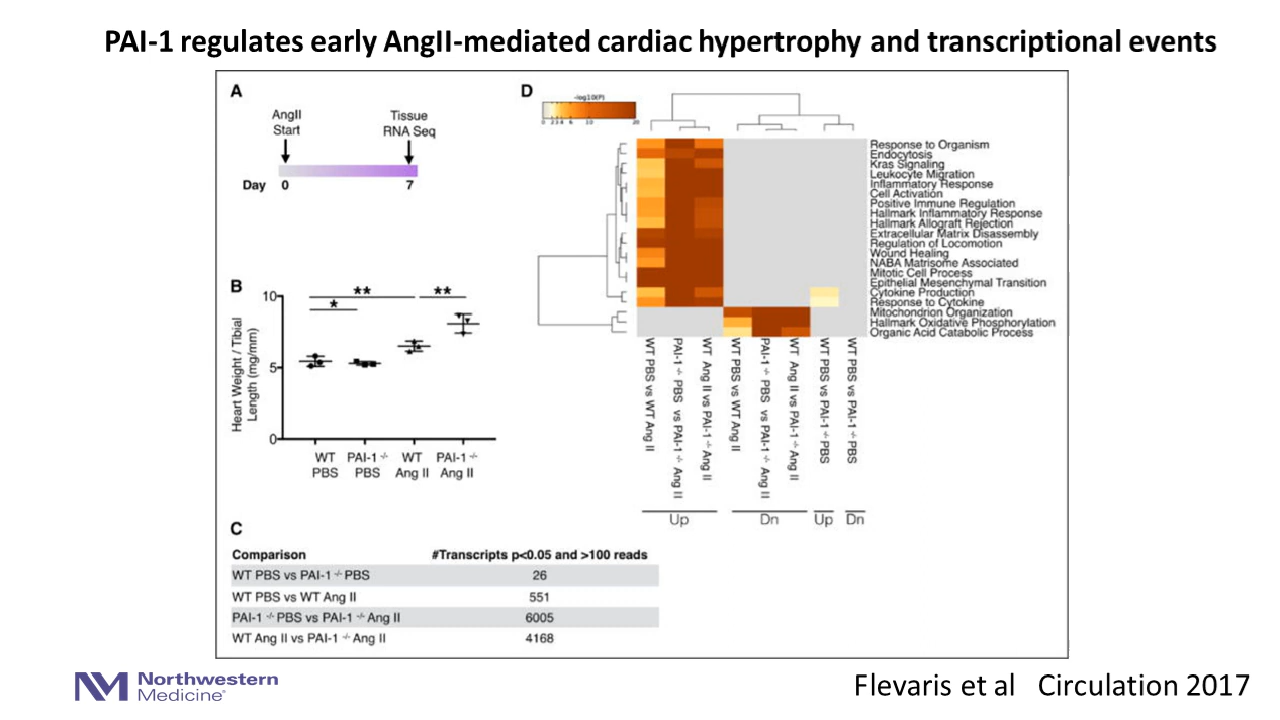 PAI-1 regulates early AngII-mediated cardiac hypertrophy and transcriptional events
A
AngII
Start
Tissue
RNA Seq
Day 0 7
B
** **
*
10
5
0
Heart Weight / Tibial
Length (mg/mm)
WT
PBS
PAI-1 -/-
PBS
WT
Ang II
PAI-1 -/-
Ang II
C
Comparison #Transcripts p<0.05 and >100 reads
WT PBS vs PAI-1 -/- PBS 26
WT PBS vs WT Ang II 551
PAI-1 -/- PBS vs PAI-1 -/- Ang II 6005
WT Ang II vs PAI-1 -/- Ang II 4168
D
-log10(P)
0 2 3 4 6 10 20
Response to Organism
Endocytosis
Kras Signaling
Leukocyte Migration
Inflammatory Response
Cell Activation
Positive Immune Regulation
Hallmark Inflammatory Response
Hallmark Allograft Rejection
Extracellular Matrix Disassembly
Regulation of Locomotion
Wound Healing
NABA Matrisome Associated
Mitotic Cell Process
Epithelial Mesenchymal Transition
Cytokine Production
Response to Cytokine
Mitochondrion Organization
Hallmark Oxidative Phosphorylation
Organic Acid Catabolic Process
WT PBS vs WT Ang II
PAI-1 -/- PBS vs PAI-1 -/- Ang II
WT Ang II vs PAI-1 -/- Ang II
WT PBS vs WT Ang II
PAI-1 -/- PBS vs PAI-1 -/- Ang II
WT Ang II vs PAI-1 -/- Ang II
WT PBS vs PAI-1 -/- PBS
WT PBS vs PAI-1 -/- PBS
Up Dn Up Dn
NM Northwestern
Medicine®
Flevaris et al Circulation 2017